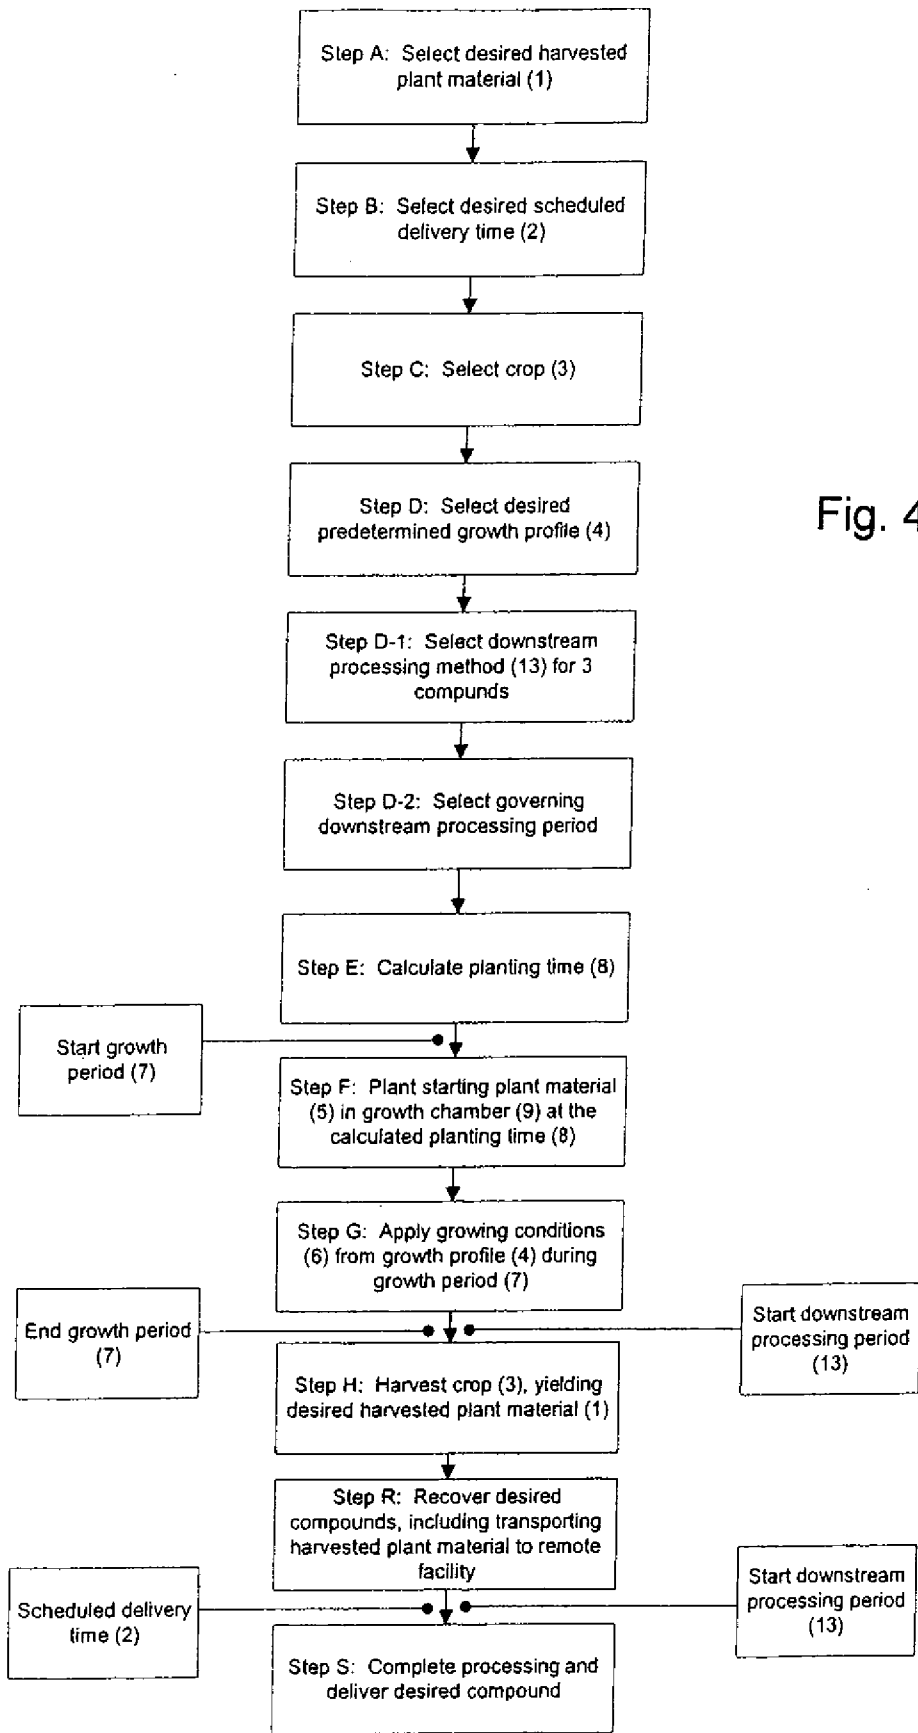 Step A: Select desired harvested
plant material (1)
Step B: Select desired scheduled
delivery time (2)
Step C: Select crop (3)
Step D: Select desired
predetermined growth profile (4)
Fig. 4
Step D-1: Select downstream
processing method (13) for 3
compunds
Step D-2: Select governing
downstream processing period
Step E: Calculate planting time (8)
Start growth
period (7)
Step F: Plant starting plant material
(5) in growth chamber (9) at the
calculated planting time (8)
Step G: Apply growing conditions
(6) from growth profile (4) during
growth period (7)
End growth period
(7)
Start downstream
processing period
(13)
Step H: Harvest crop (3), yielding
desired harvested plant material (1)
Step R: Recover desired
compounds, including transporting
harvested plant material to remote
facility
Scheduled delivery
time (2)
Start downstream
processing period
(13)
Step S: Complete processing and
deliver desired compound